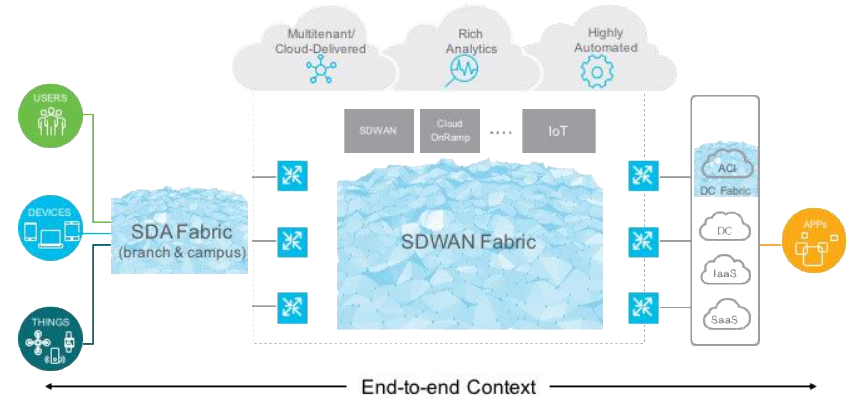 Multitenant/
Cloud-Delivered
Rich
Analytics
Highly
Automated
USERS
DEVICES
THINGS
SDA Fabric
(branch & campus)
SDWAN
Cloud
OnRamp
....
IoT
SDWAN Fabric
ACI
DC Fabric
DC
IaaS
SaaS
APPs
End-to-end Context